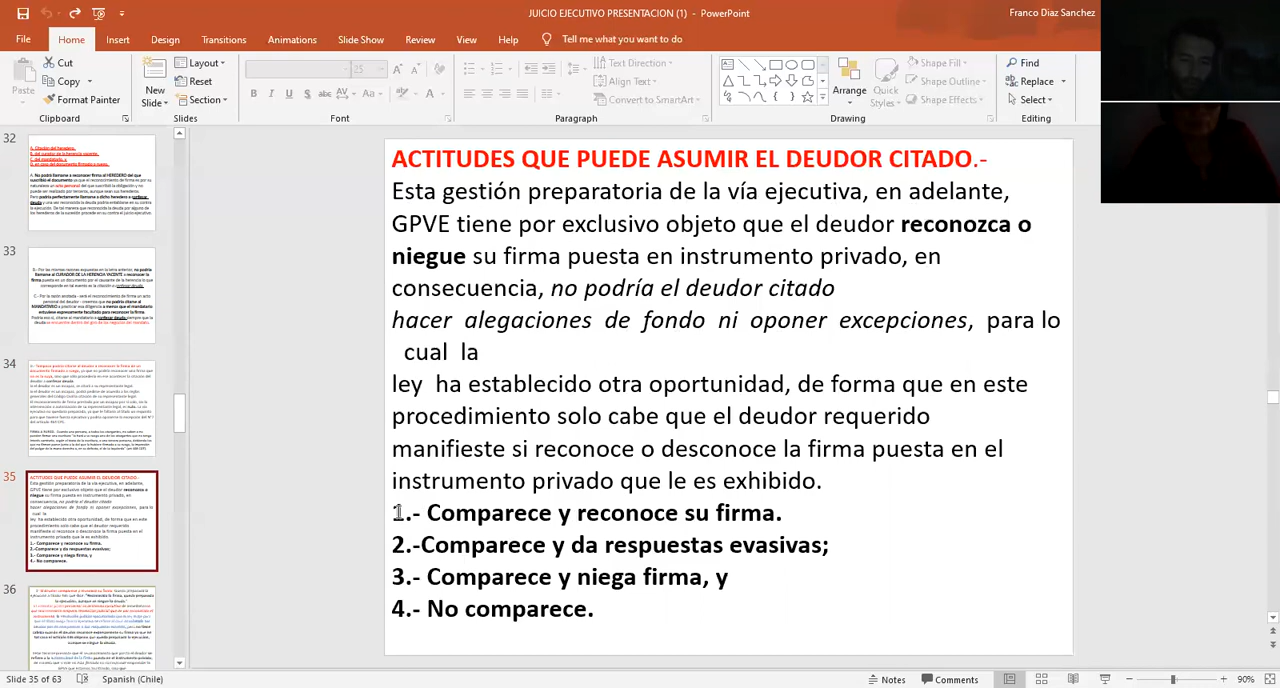 JUICIO EJECUTIVO PRESENTACION (1) - PowerPoint
Franco Diaz Sanchez
File Home Insert Design Transitions Animations Slide Show Review View Help Tell me what you want to do
Cut
Copy
Format Painter
Paste
Clipboard
New
Slide
Layout
Reset
Section
Slides
25
Font
Text Direction
Align Text
Convert to SmartArt
Paragraph
Arrange
Quick
Styles
Shape Fill
Shape Outline
Shape Effects
Drawing
Find
Replace
Select
Editing
32
33
34
35
36
ACTITUDES QUE PUEDE ASUMIR EL DEUDOR CITADO.-
Esta gestión preparatoria de la vía ejecutiva, en adelante,
GPVE tiene por exclusivo objeto que el deudor reconozca o
niegue su firma puesta en instrumento privado, en
consecuencia, no podría el deudor citado
hacer alegaciones de fondo ni oponer excepciones, para lo
cual la
ley ha establecido otra oportunidad, de forma que en este
procedimiento solo cabe que el deudor requerido
manifieste si reconoce o desconoce la firma puesta en el
instrumento privado que le es exhibido.
1.- Comparece y reconoce su firma.
2.-Comparece y da respuestas evasivas;
3.- Comparece y niega firma, y
4.- No comparece.
Slide 35 of 63
Spanish (Chile)
Notes
Comments
90%